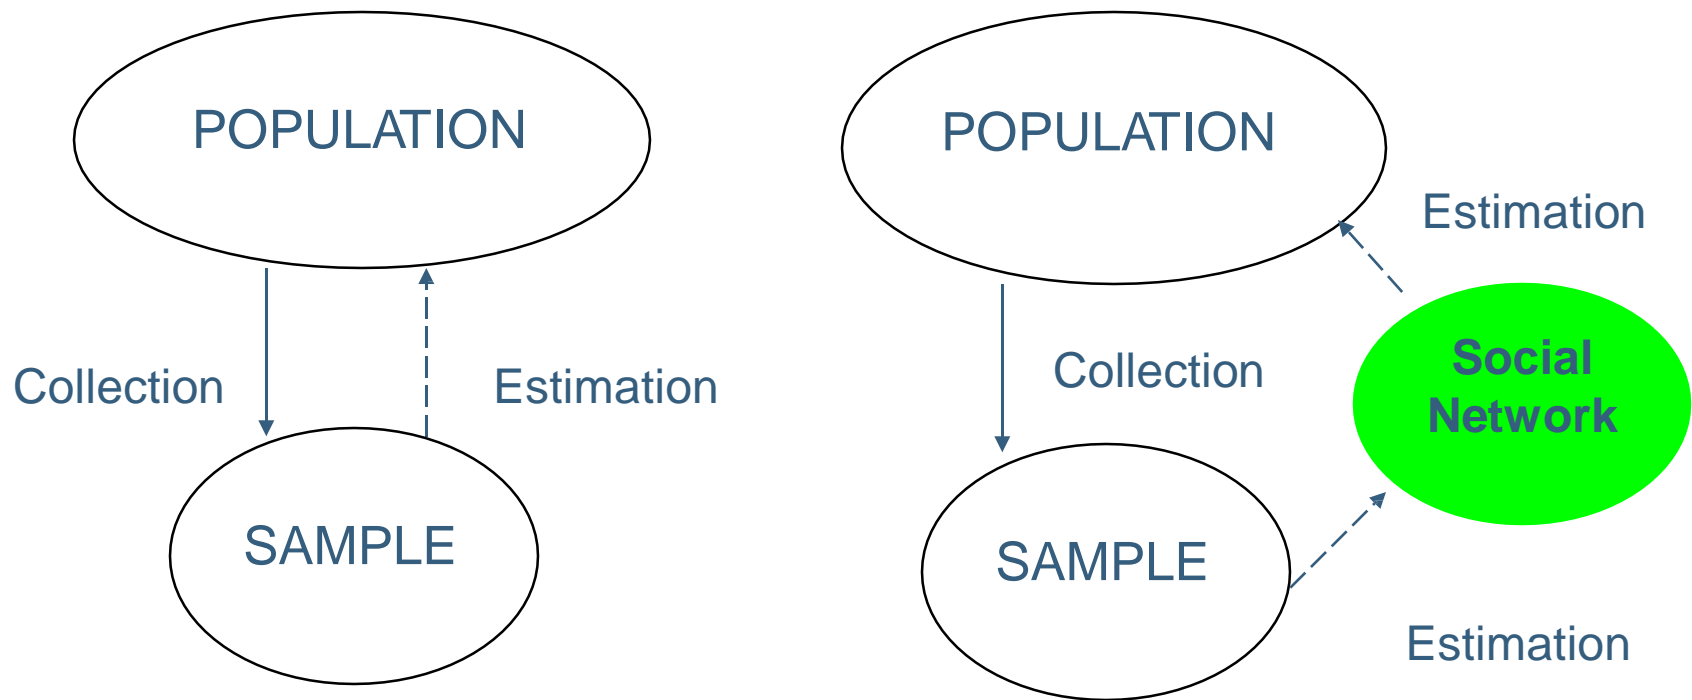 POPULATION
Collection
Estimation
SAMPLE
POPULATION
Estimation
Social
Network
Collection
SAMPLE
Estimation